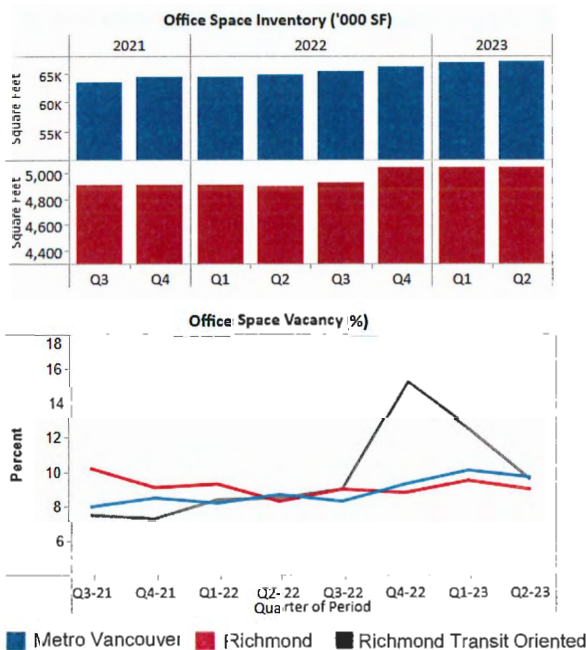 Office Space Inventory ('000 SF)
2021 2022 2023
Square Feet
65K
60K
55K
Square Feet
5,000
4,800
4,600
4,400
Q3 Q4 Q1 Q2 Q3 Q4 Q1 Q2
Office Space Vacancy (%)
Percent
18
16
14
12
10
8
6
Q3-21 Q4-21 Q1-22 Q2-22 Q3-22 Q4-22 Q1-23 Q2-23
Quarter of Period
Metro Vancouver Richmond Richmond Transit Oriented